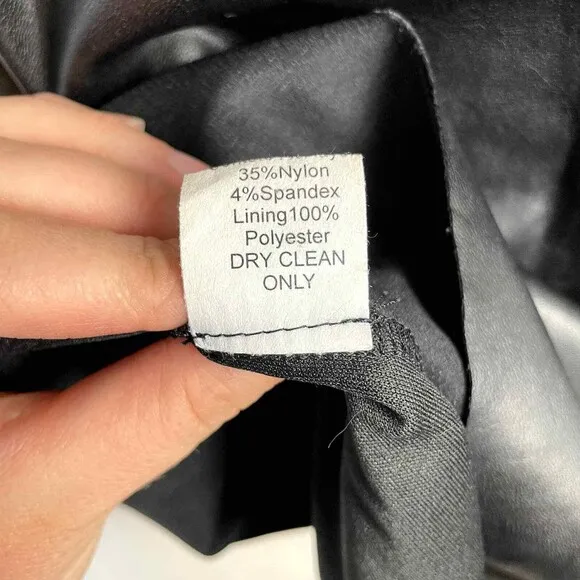 35%Nylon
4%Spandex
Lining100%
Polyester
DRY CLEAN
ONLY